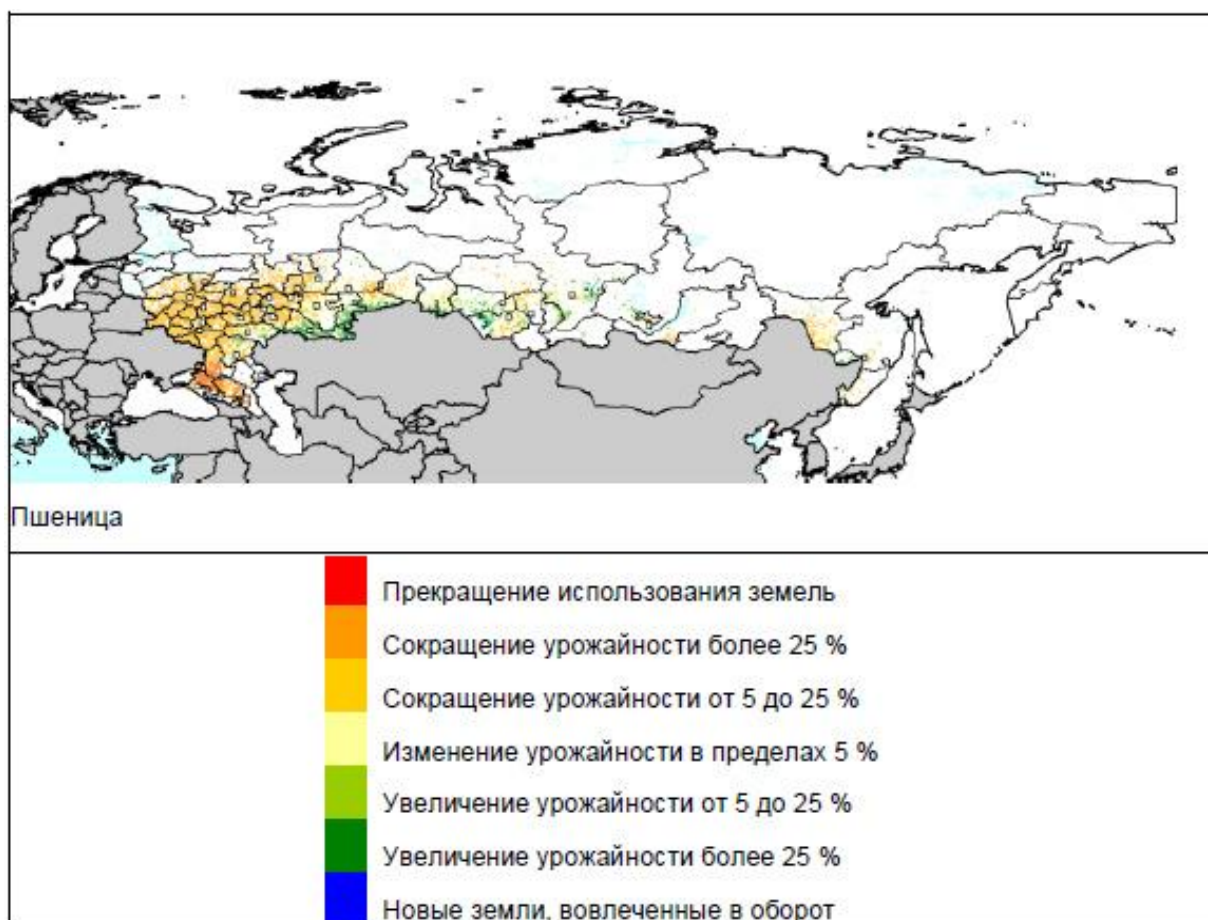 Пшеница
Прекращение использования земель
Сокращение урожайности более 25 %
Сокращение урожайности от 5 до 25 %
Изменение урожайности в пределах 5 %
Увеличение урожайности от 5 до 25 %
Увеличение урожайности более 25 %
Новые земли, вовлеченные в оборот